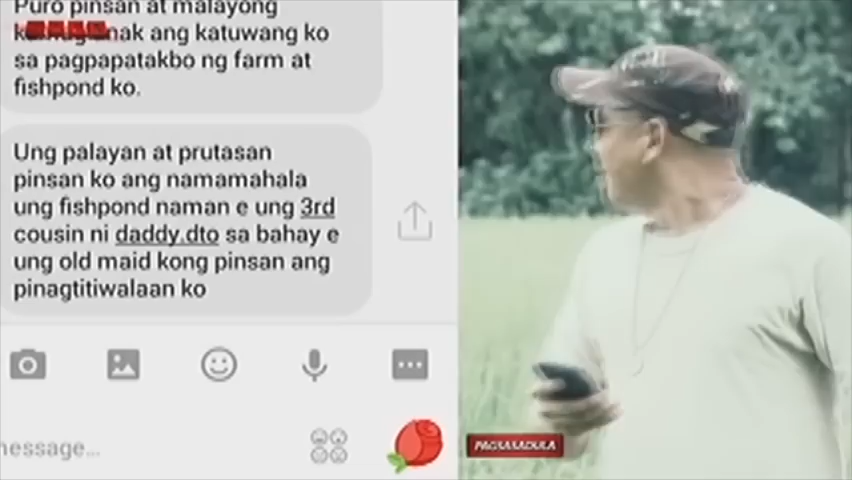 Puro pinsan at malayong
ang katuwang ko
sa pagpapatakbo ng farm at
fishpond ko.
Ung palayan at prutasan
pinsan ko ang namamahala
ung fishpond naman e ung 3rd
cousin ni daddy.dto sa bahay e
ung old maid kong pinsan ang
pinagtitiwalaan ko
message...
PAGSASADULA